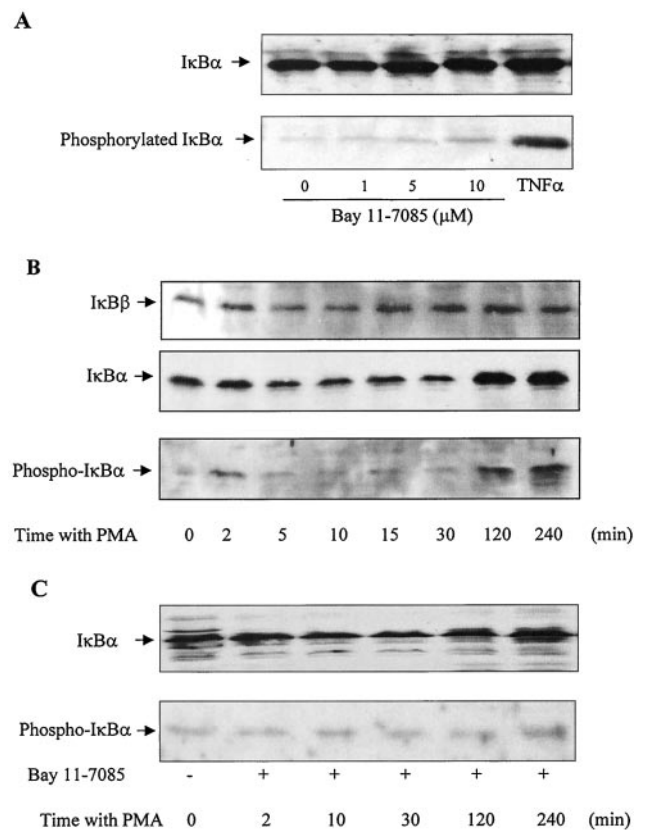 A
IκBα
Phosphorylated IκBα
0 1 5 10 TNFα
Bay 11-7085 (μM)
B
IκBβ
IκBα
Phospho-IκBα
Time with PMA 0 2 5 10 15 30 120 240 (min)
C
IκBα
Phospho-IκBα
Bay 11-7085 - + + + + +
Time with PMA 0 2 10 30 120 240 (min)